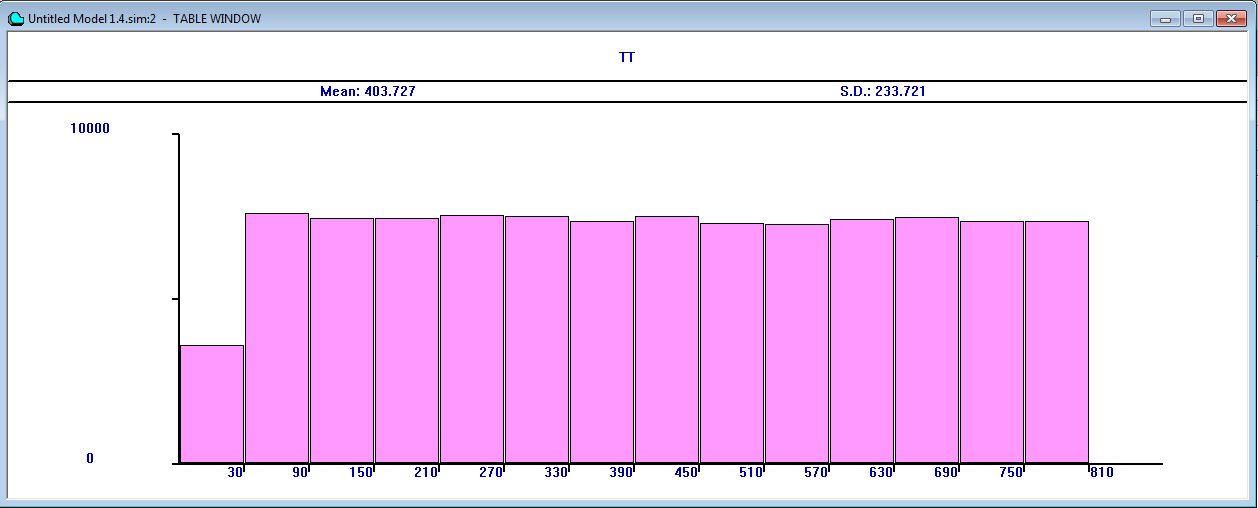 Untitled Model 1.4.sim:2 - TABLE WINDOW
TT
Mean: 403.727 S.D.: 233.721
10000
0
30 90 150 210 270 330 390 450 510 570 630 690 750 810